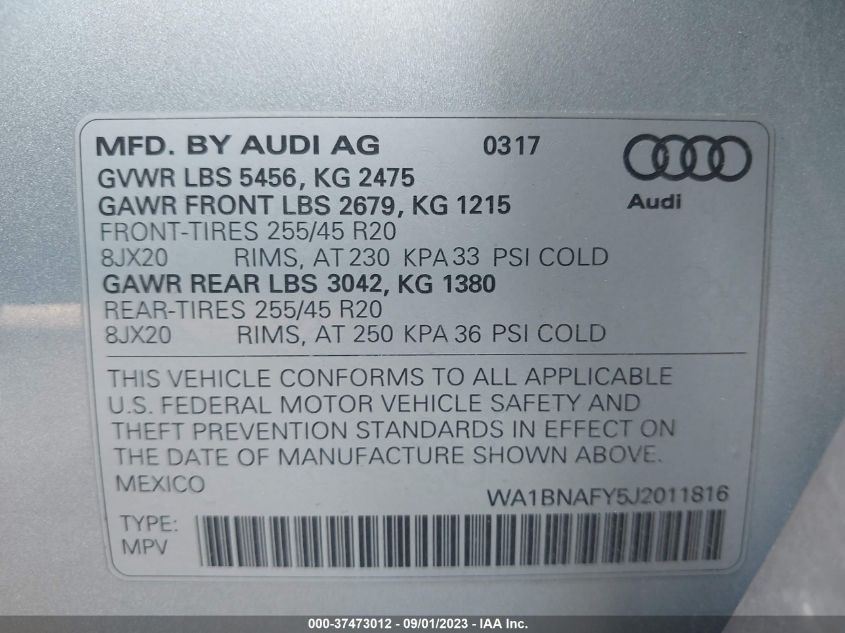 MFD. BY AUDI AG 0317
GVWR LBS 5456, KG 2475
GAWR FRONT LBS 2679, KG 1215
Audi
FRONT-TIRES 255/45 R20
8JX20 RIMS, AT 230 KPA 33 PSI COLD
GAWR REAR LBS 3042, KG 1380
REAR-TIRES 255/45 R20
8JX20 RIMS, AT 250 KPA 36 PSI COLD
THIS VEHICLE CONFORMS TO ALL APPLICABLE
U.S. FEDERAL MOTOR VEHICLE SAFETY AND
THEFT PREVENTION STANDARDS IN EFFECT ON
THE DATE OF MANUFACTURE SHOWN ABOVE.
MEXICO
WA1BNAFY5J2011816
TYPE:
MPV
000-37473012 - 09/01/2023 - IAA Inc.